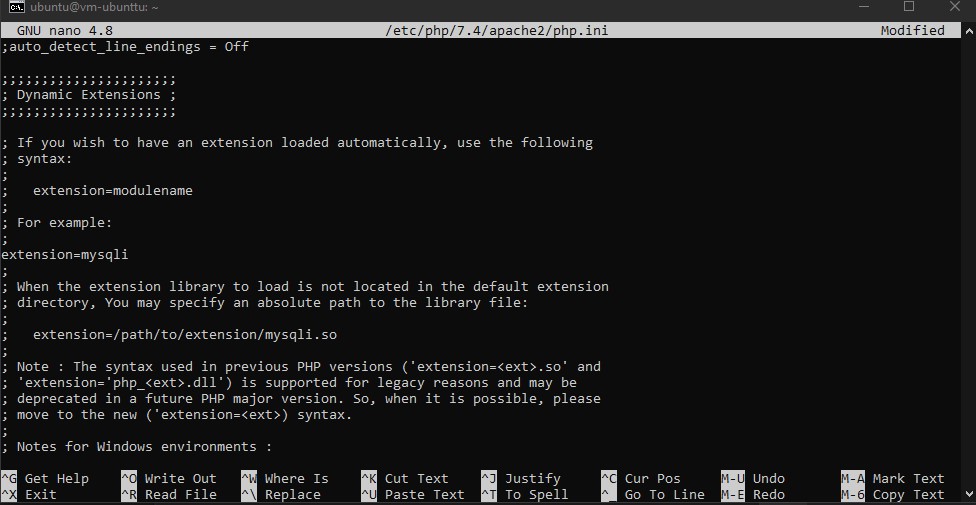 ubuntu@vm-ubunttu: ~
GNU nano 4.8 /etc/php/7.4/apache2/php.ini Modified
;auto_detect_line_endings = Off
;;;;;;;;;;;;;;;;;;;;;;
; Dynamic Extensions ;
;;;;;;;;;;;;;;;;;;;;;;
; If you wish to have an extension loaded automatically, use the following
; syntax:
;
;   extension=modulename
;
; For example:
;
extension=mysqli
;
; When the extension library to load is not located in the default extension
; directory, You may specify an absolute path to the library file:
;
;   extension=/path/to/extension/mysqli.so
;
; Note : The syntax used in previous PHP versions ('extension=<ext>.so' and
; 'extension='php_<ext>.dll') is supported for legacy reasons and may be
; deprecated in a future PHP major version. So, when it is possible, please
; move to the new ('extension=<ext>) syntax.
;
; Notes for Windows environments :
^G Get Help ^O Write Out ^W Where Is ^K Cut Text ^J Justify ^C Cur Pos M-U Undo M-A Mark Text
^X Exit ^R Read File ^\ Replace ^U Paste Text ^T To Spell ^_ Go To Line M-E Redo M-6 Copy Text